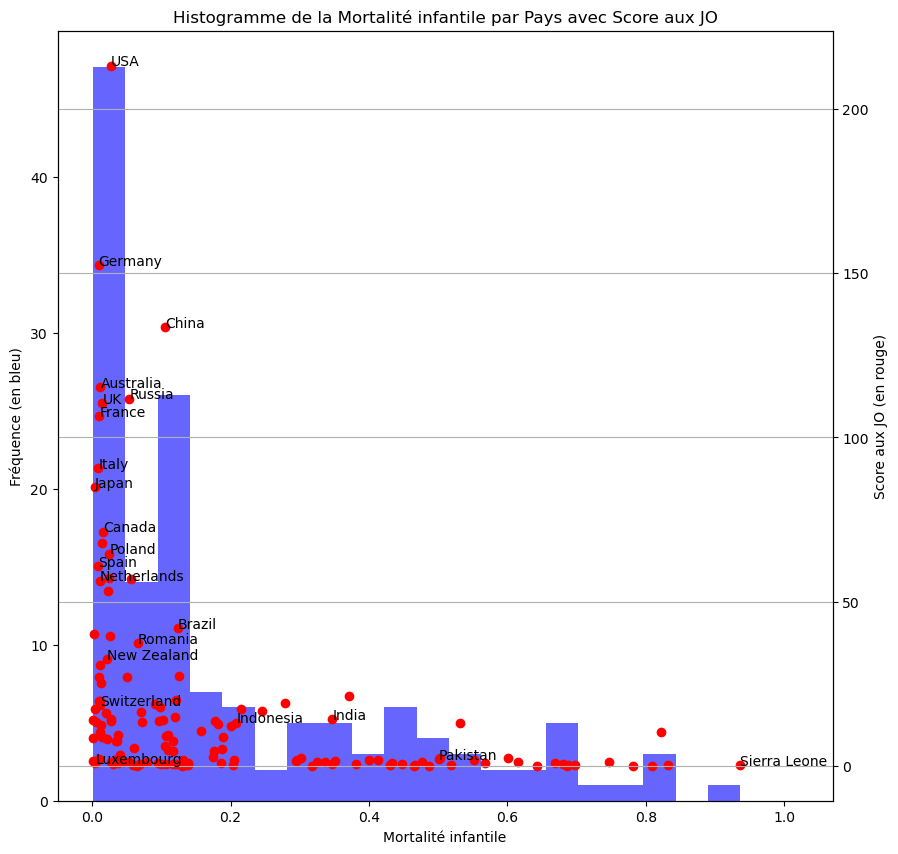 Histogramme de la Mortalité infantile par Pays avec Score aux JO
USA
200
40
Germany
150
China
30
Australia
Russia
UK
France
Fréquence (en bleu)
Score aux JO (en rouge)
100
Italy
20
Japan
Canada
Poland
Spain
Netherlands
50
Brazil
10
Romania
New Zealand
Switzerland
Indonesia
India
Pakistan
Luxembourg
Sierra Leone
0
0
0.0
0.2
0.4
0.6
0.8
1.0
Mortalité infantile